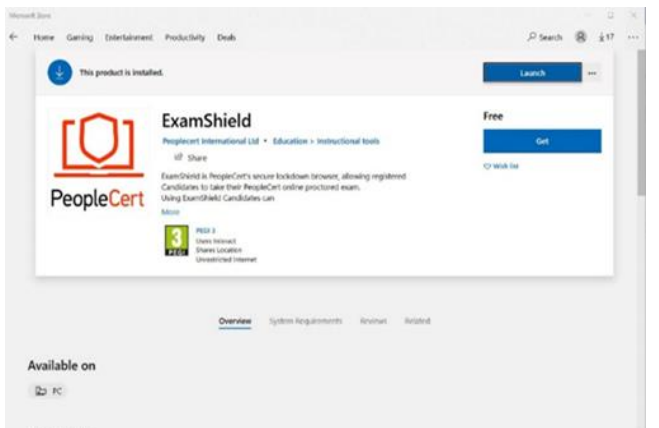 Microsoft Store
Home Gaming Entertainment Productivity Deals Search 17
This product is installed. Launch
ExamShield
Peoplecert International Ltd • Education > Instructional tools
Share
ExamShield is PeopleCert's secure lockdown browser, allowing registered
Candidates to take their PeopleCert online proctored exam.
Using ExamShield Candidates can
More
PeopleCert
3
PEGI
PEGI 3
Users Interact
Shares Location
Unrestricted Internet
Free
Get
Wish list
Overview System Requirements Reviews Related
Available on
PC